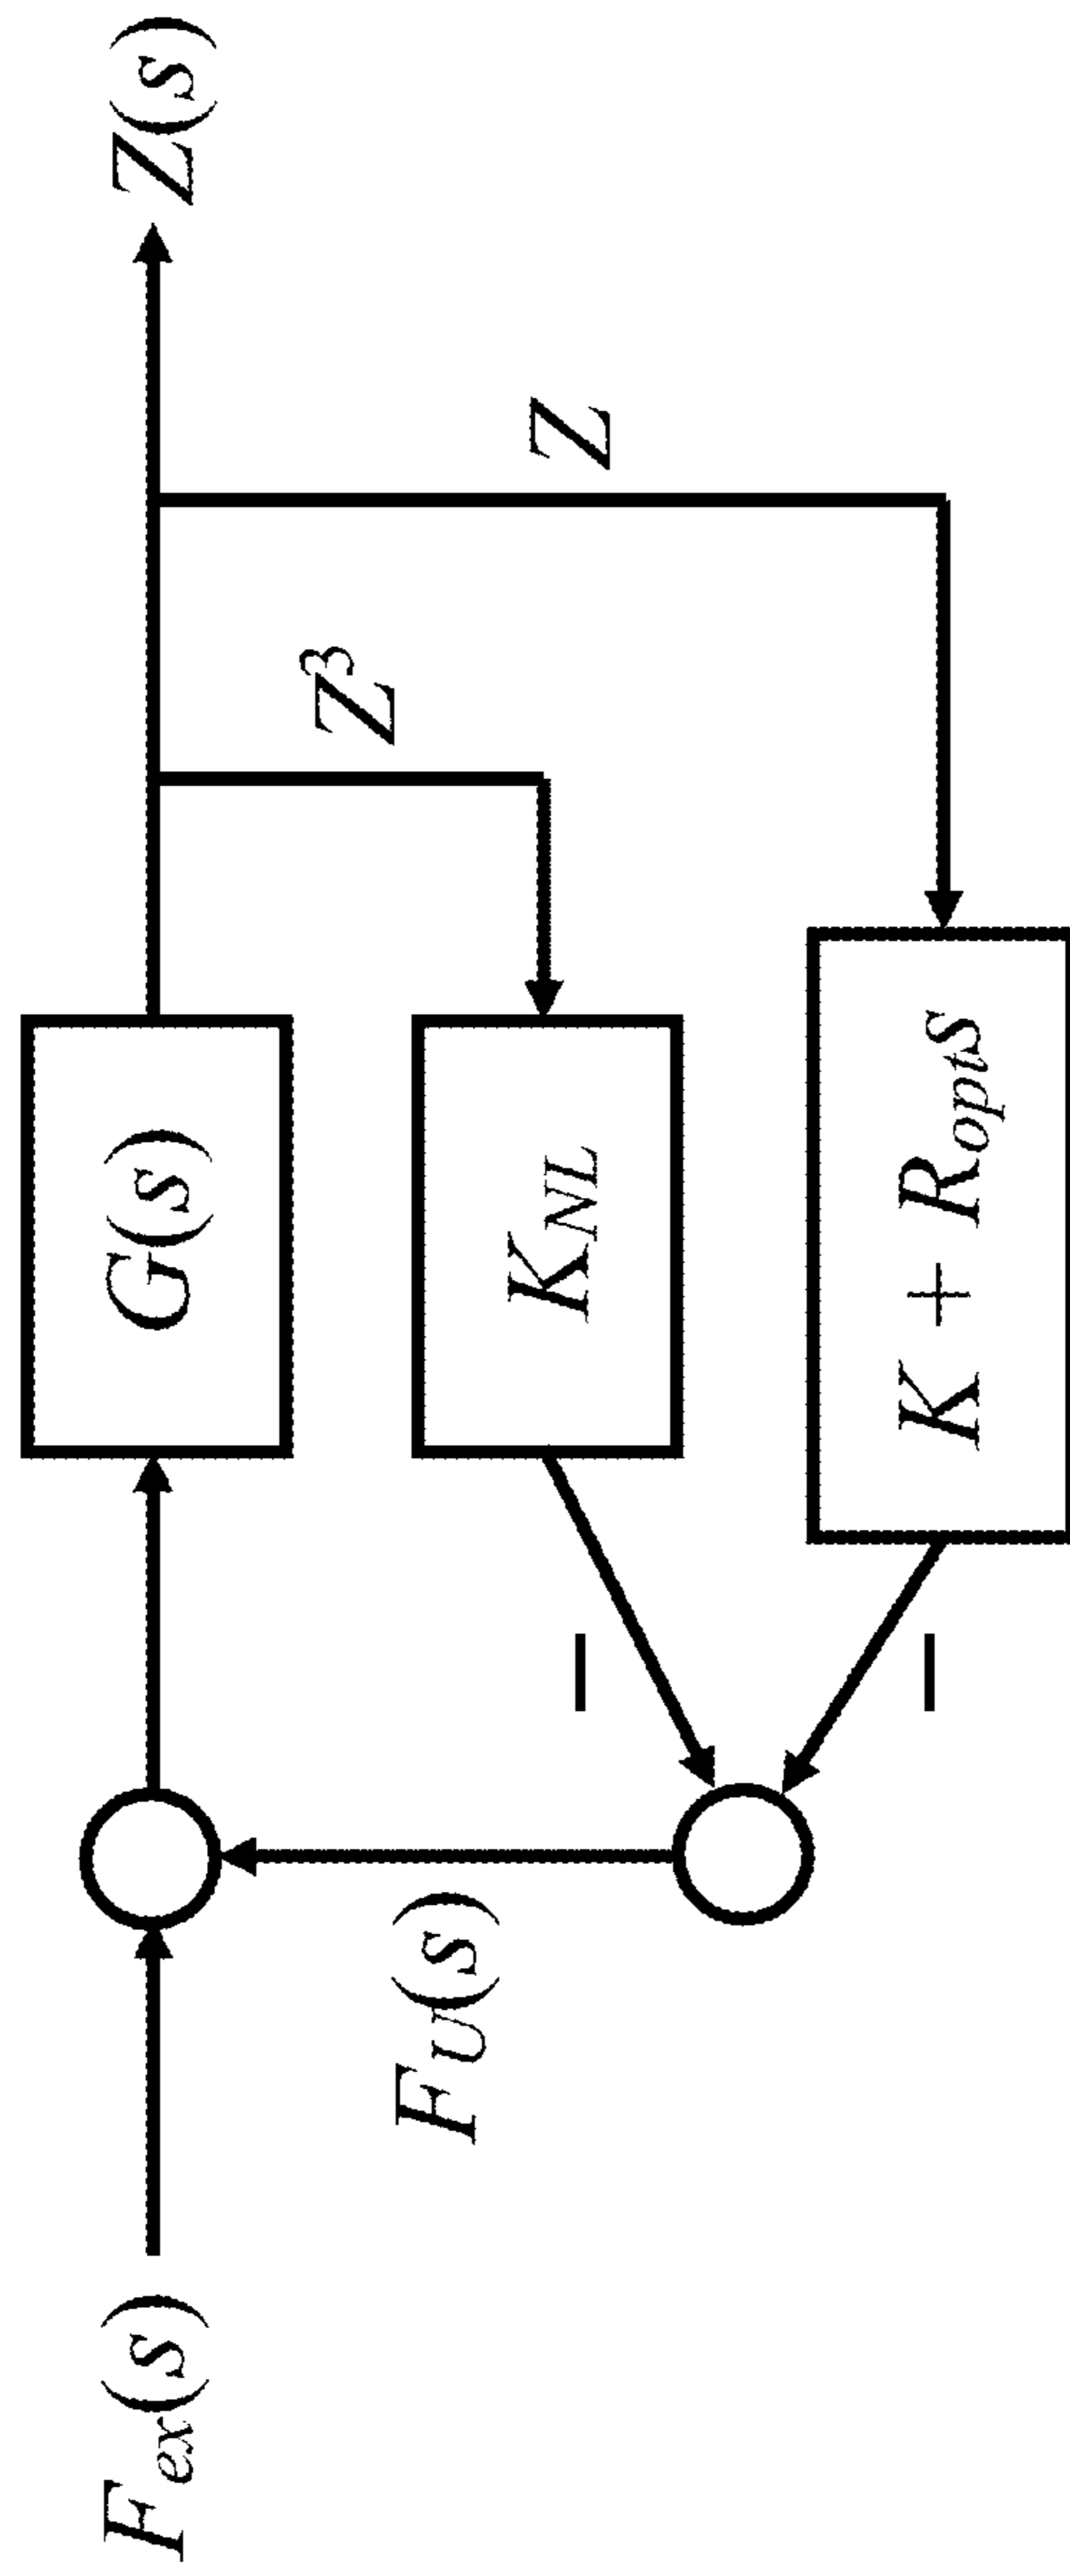 F_ex(s)
G(s)
Z(s)
Z³
Z
K_NL
F_U(s)
K + R_opt s
—
—